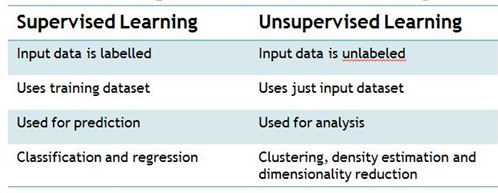 Supervised Learning Unsupervised Learning
Input data is labelled Input data is unlabeled
Uses training dataset Uses just input dataset
Used for prediction Used for analysis
Classification and regression Clustering, density estimation and
dimensionality reduction